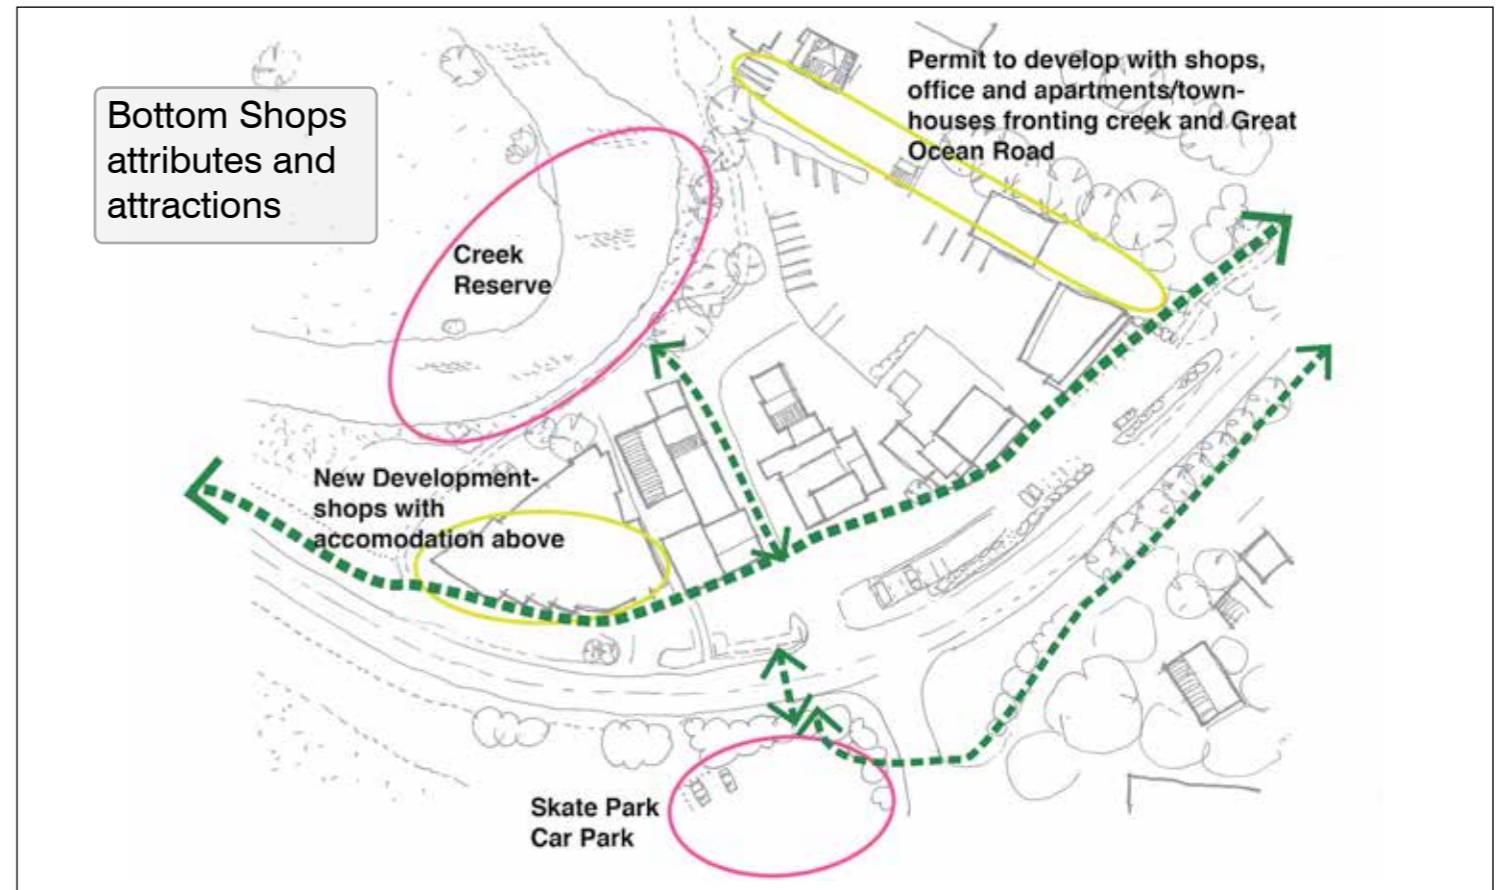 Bottom Shops
attributes and
attractions
Permit to develop with shops,
office and apartments/town-
houses fronting creek and Great
Ocean Road
Creek
Reserve
New Development-
shops with
accomodation above
Skate Park
Car Park